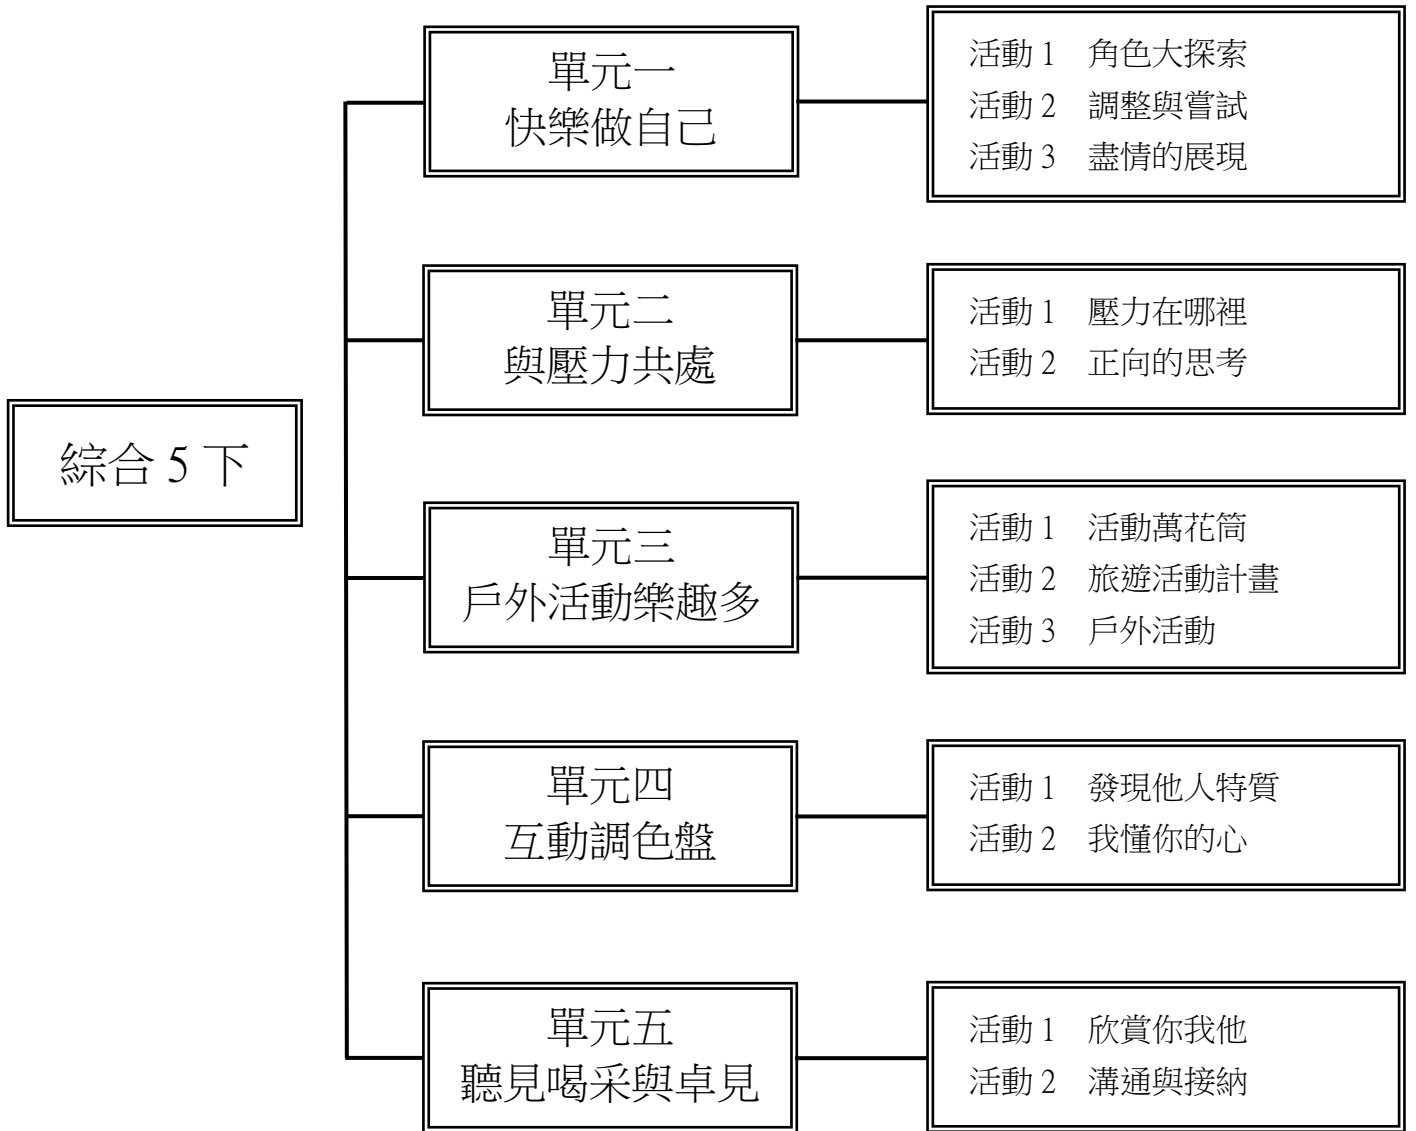 綜合 5 下
單元一
快樂做自己
活動 1　角色大探索
活動 2　調整與嘗試
活動 3　盡情的展現
單元二
與壓力共處
活動 1　壓力在哪裡
活動 2　正向的思考
單元三
戶外活動樂趣多
活動 1　活動萬花筒
活動 2　旅遊活動計畫
活動 3　戶外活動
單元四
互動調色盤
活動 1　發現他人特質
活動 2　我懂你的心
單元五
聽見喝采與卓見
活動 1　欣賞你我他
活動 2　溝通與接納